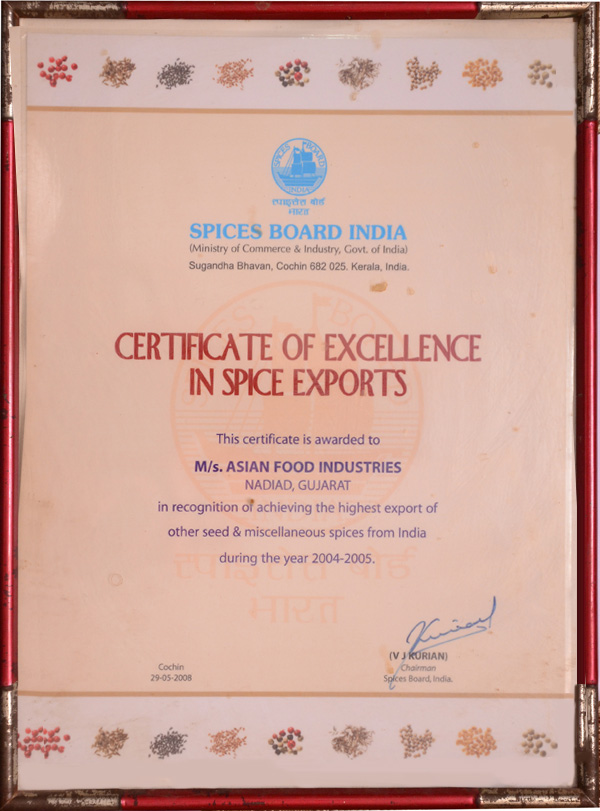 SPICES BOARD
INDIA
स्पाइसेस बोर्ड
भारत
SPICES BOARD INDIA
(Ministry of Commerce & Industry, Govt. of India)
Sugandha Bhavan, Cochin 682 025. Kerala, India.
CERTIFICATE OF EXCELLENCE
IN SPICE EXPORTS
This certificate is awarded to
M/s. ASIAN FOOD INDUSTRIES
NADIAD, GUJARAT
in recognition of achieving the highest export of
other seed & miscellaneous spices from India
during the year 2004-2005.
स्पाइसेस बोर्ड
भारत
Kurian
(V J KURIAN)
Chairman
Spices Board, India.
Cochin
29-05-2008